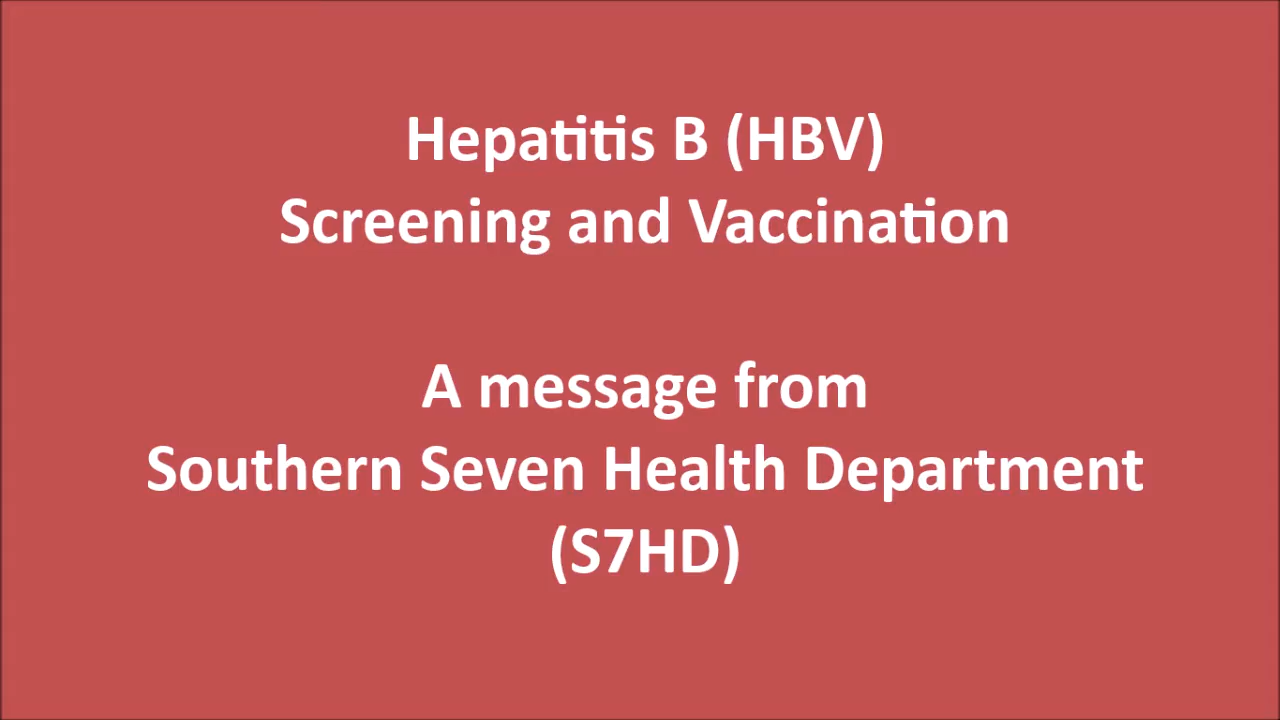 Hepatitis B (HBV)
Screening and Vaccination
A message from
Southern Seven Health Department
(S7HD)